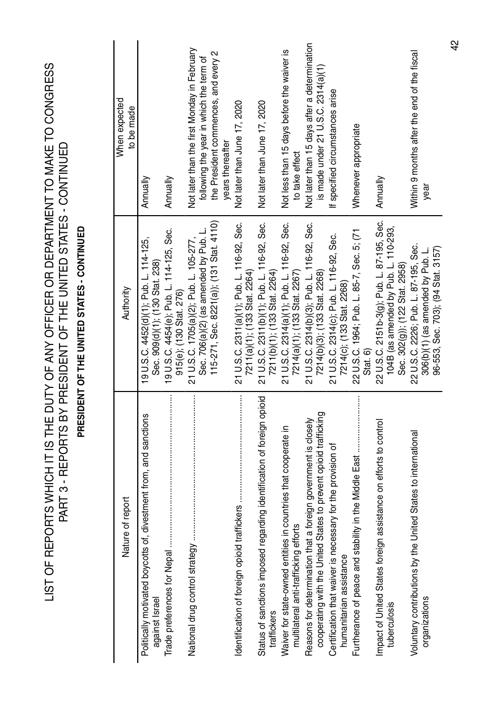 LIST OF REPORTS WHICH IT IS THE DUTY OF ANY OFFICER OR DEPARTMENT TO MAKE TO CONGRESS
PART 3 - REPORTS BY PRESIDENT OF THE UNITED STATES - CONTINUED
PRESIDENT OF THE UNITED STATES - CONTINUED
Nature of report
Authority
When expected
to be made
Politically motivated boycotts of, divestment from, and sanctions
against Israel
19 U.S.C. 4452(d)(1); Pub. L. 114-125,
Sec. 909(d)(1); (130 Stat. 238)
Annually
Trade preferences for Nepal
19 U.S.C. 4454(e); Pub. L. 114-125, Sec.
915(e); (130 Stat. 276)
Annually
National drug control strategy
21 U.S.C. 1705(a)(2); Pub. L. 105-277,
Sec. 706(a)(2) (as amended by Pub. L.
115-271, Sec. 8221(a)); (131 Stat. 4110)
Not later than the first Monday in February
following the year in which the term of
the President commences, and every 2
years thereafter
Identification of foreign opioid traffickers
21 U.S.C. 2311(a)(1); Pub. L. 116-92, Sec.
7211(a)(1); (133 Stat. 2264)
Not later than June 17, 2020
Status of sanctions imposed regarding identification of foreign opioid
traffickers
21 U.S.C. 2311(b)(1); Pub. L. 116-92, Sec.
7211(b)(1); (133 Stat. 2264)
Not later than June 17, 2020
Waiver for state-owned entities in countries that cooperate in
multilateral anti-trafficking efforts
21 U.S.C. 2314(a)(1); Pub. L. 116-92, Sec.
7214(a)(1); (133 Stat. 2267)
Not less than 15 days before the waiver is
to take effect
Reasons for determination that a foreign government is closely
cooperating with the United States to prevent opioid trafficking
21 U.S.C. 2314(b)(3); Pub. L. 116-92, Sec.
7214(b)(3); (133 Stat. 2268)
Not later than 15 days after a determination
is made under 21 U.S.C. 2314(a)(1)
Certification that waiver is necessary for the provision of
humanitarian assistance
21 U.S.C. 2314(c); Pub. L. 116-92, Sec.
7214(c); (133 Stat. 2268)
If specified circumstances arise
Furtherance of peace and stability in the Middle East
22 U.S.C. 1964; Pub. L. 85-7, Sec. 5; (71
Stat. 6)
Whenever appropriate
Impact of United States foreign assistance on efforts to control
tuberculosis
22 U.S.C. 2151b-3(g); Pub. L. 87-195, Sec.
104B (as amended by Pub. L. 110-293,
Sec. 302(g)); (122 Stat. 2958)
Annually
Voluntary contributions by the United States to international
organizations
22 U.S.C. 2226; Pub. L. 87-195, Sec.
306(b)(1) (as amended by Pub. L.
96-553, Sec. 703); (94 Stat. 3157)
Within 9 months after the end of the fiscal
year
42